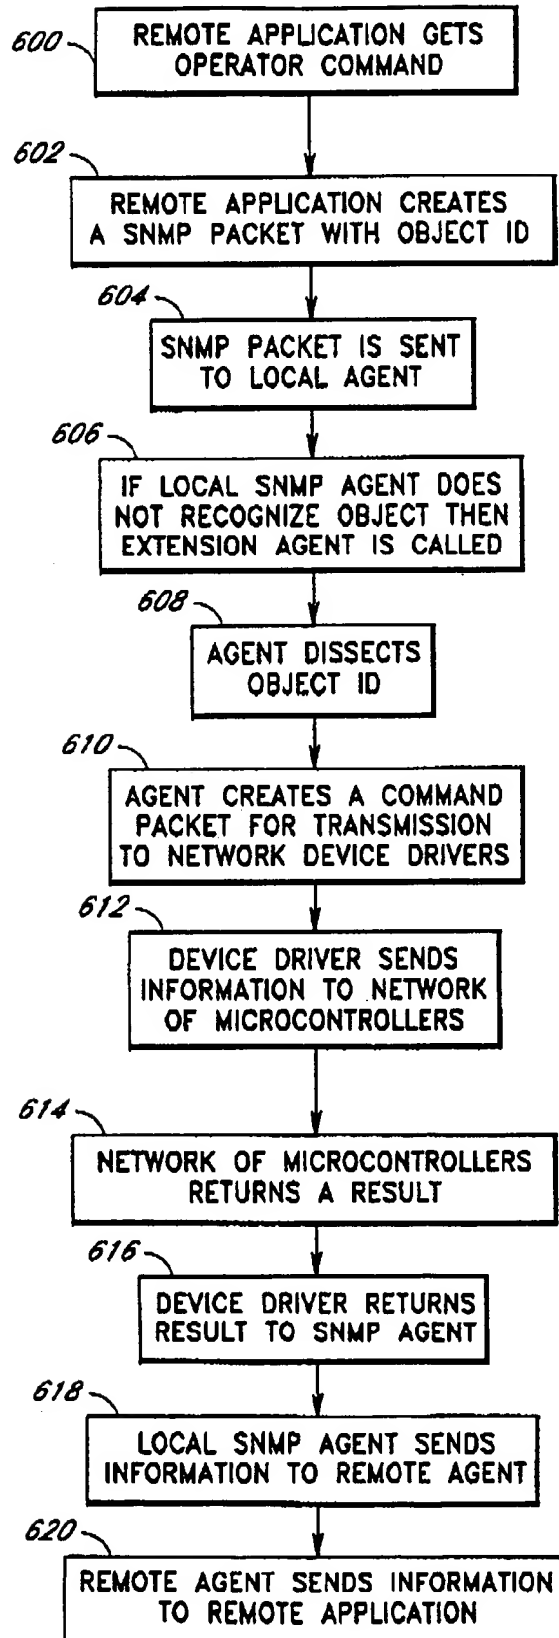 600
REMOTE APPLICATION GETS
OPERATOR COMMAND
602
REMOTE APPLICATION CREATES
A SNMP PACKET WITH OBJECT ID
604
SNMP PACKET IS SENT
TO LOCAL AGENT
606
IF LOCAL SNMP AGENT DOES
NOT RECOGNIZE OBJECT THEN
EXTENSION AGENT IS CALLED
608
AGENT DISSECTS
OBJECT ID
610
AGENT CREATES A COMMAND
PACKET FOR TRANSMISSION
TO NETWORK DEVICE DRIVERS
612
DEVICE DRIVER SENDS
INFORMATION TO NETWORK
OF MICROCONTROLLERS
614
NETWORK OF MICROCONTROLLERS
RETURNS A RESULT
616
DEVICE DRIVER RETURNS
RESULT TO SNMP AGENT
618
LOCAL SNMP AGENT SENDS
INFORMATION TO REMOTE AGENT
620
REMOTE AGENT SENDS INFORMATION
TO REMOTE APPLICATION